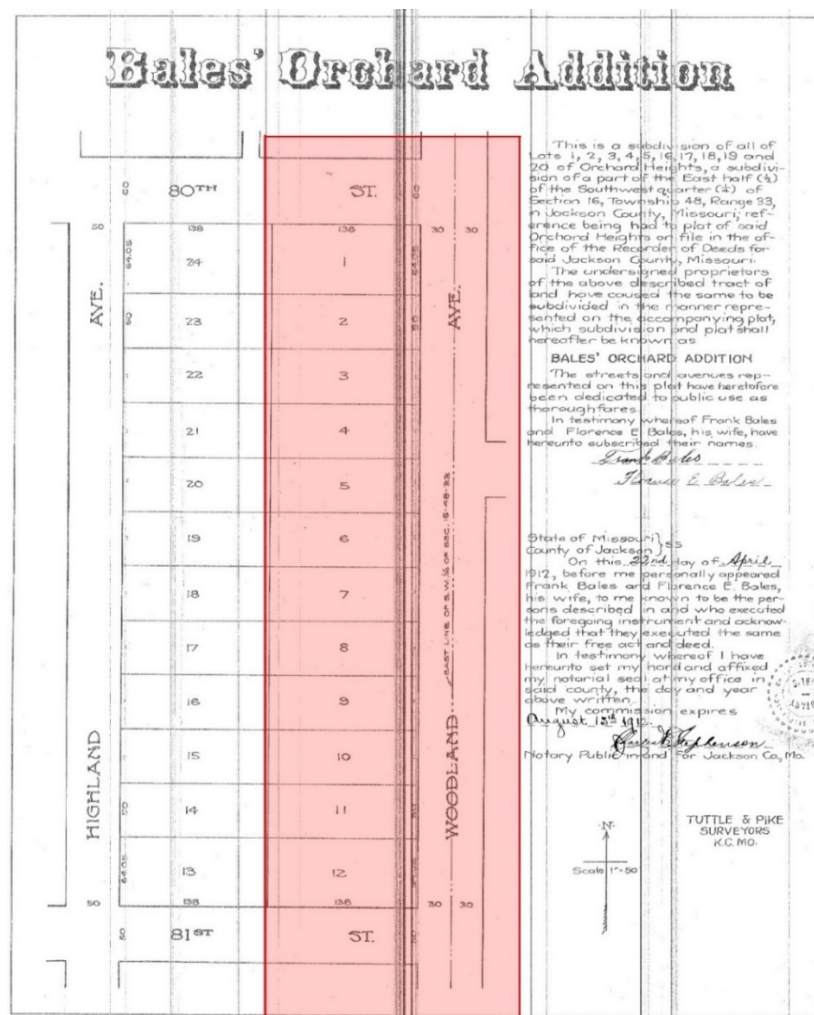 Bales' Orchard Addition
80TH ST.
60 60
50 138 138 30 30
AVE. AVE.
64.05 64.05
24 1
50 50
23 2
22 3
21 4
20 5
19 6
18 7
17 8
16 9
15 10
50 50
14 11
64.05
13 12
HIGHLAND
WOODLAND
50 138 138 30 30
81ST ST.
50 50
This is a subdivision of all of
Lots 1, 2, 3, 4, 5, 16, 17, 18, 19 and
20 of Orchard Heights, a subdivi-
sion of a part of the East half (½)
of the Southwest quarter (¼) of
Section 16, Township 48, Range 33,
in Jackson County, Missouri; ref-
erence being had to plat of said
Orchard Heights on file in the of-
fice of the Recorder of Deeds for
said Jackson County, Missouri.
The undersigned proprietors
of the above described tract of
land have caused the same to be
subdivided in the manner repre-
sented on the accompanying plat,
which subdivision and plat shall
hereafter be known as
BALES' ORCHARD ADDITION
The streets and avenues rep-
resented on this plat have heretofore
been dedicated to public use as
thoroughfares.
In testimony whereof Frank Bales
and Florence E. Bales, his wife, have
hereunto subscribed their names.
Frank Bales
Florence E. Bales
State of Missouri } SS
County of Jackson
On this 22nd day of April
1912, before me personally appeared
Frank Bales and Florence E. Bales,
his wife, to me known to be the per-
sons described in and who executed
the foregoing instrument and acknow-
ledged that they executed the same
as their free act and deed.
In testimony whereof I have
hereunto set my hand and affixed
my notarial seal at my office in
said county, the day and year
above written.
My commission expires
August 15th 191
Notary Public in and for Jackson Co, Mo.
N.
Scale 1"=50
TUTTLE & PIKE
SURVEYORS
K.C. MO.